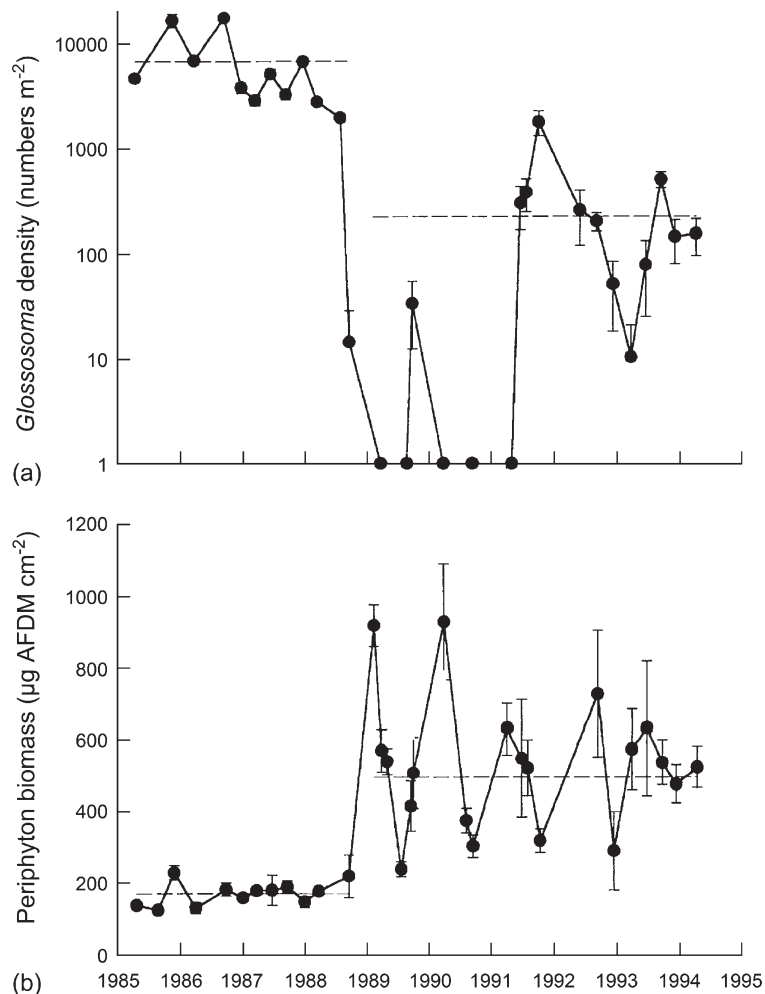 10000
1000
100
10
1
Glossosoma density (numbers m-2)
(a)
1200
1000
800
600
400
200
0
Periphyton biomass (µg AFDM cm-2)
(b)
1985 1986 1987 1988 1989 1990 1991 1992 1993 1994 1995